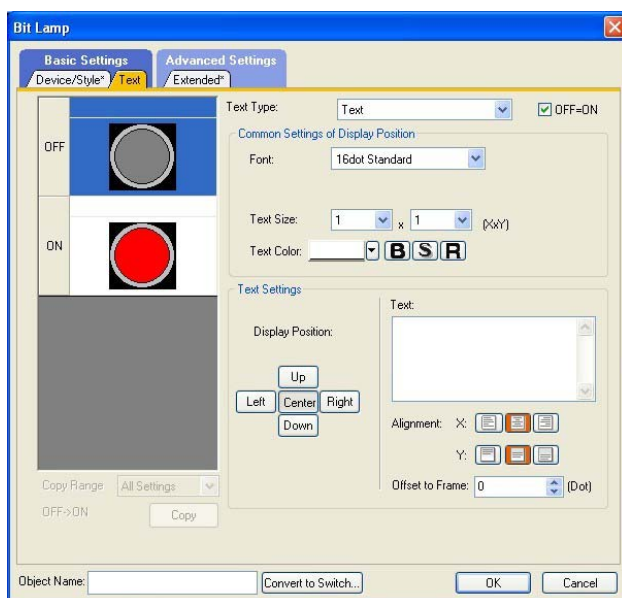 Bit Lamp
Basic Settings Advanced Settings
Device/Style* Text Extended*
Text Type: Text OFF=ON
OFF
Common Settings of Display Position
Font: 16dot Standard
Text Size: 1 x 1 (XxY)
ON
Text Color: B S R
Text Settings
Text:
Display Position:
Up
Left Center Right
Down
Alignment: X:
Y:
Copy Range All Settings
Offset to Frame: 0 (Dot)
OFF->ON Copy
Object Name: Convert to Switch... OK Cancel